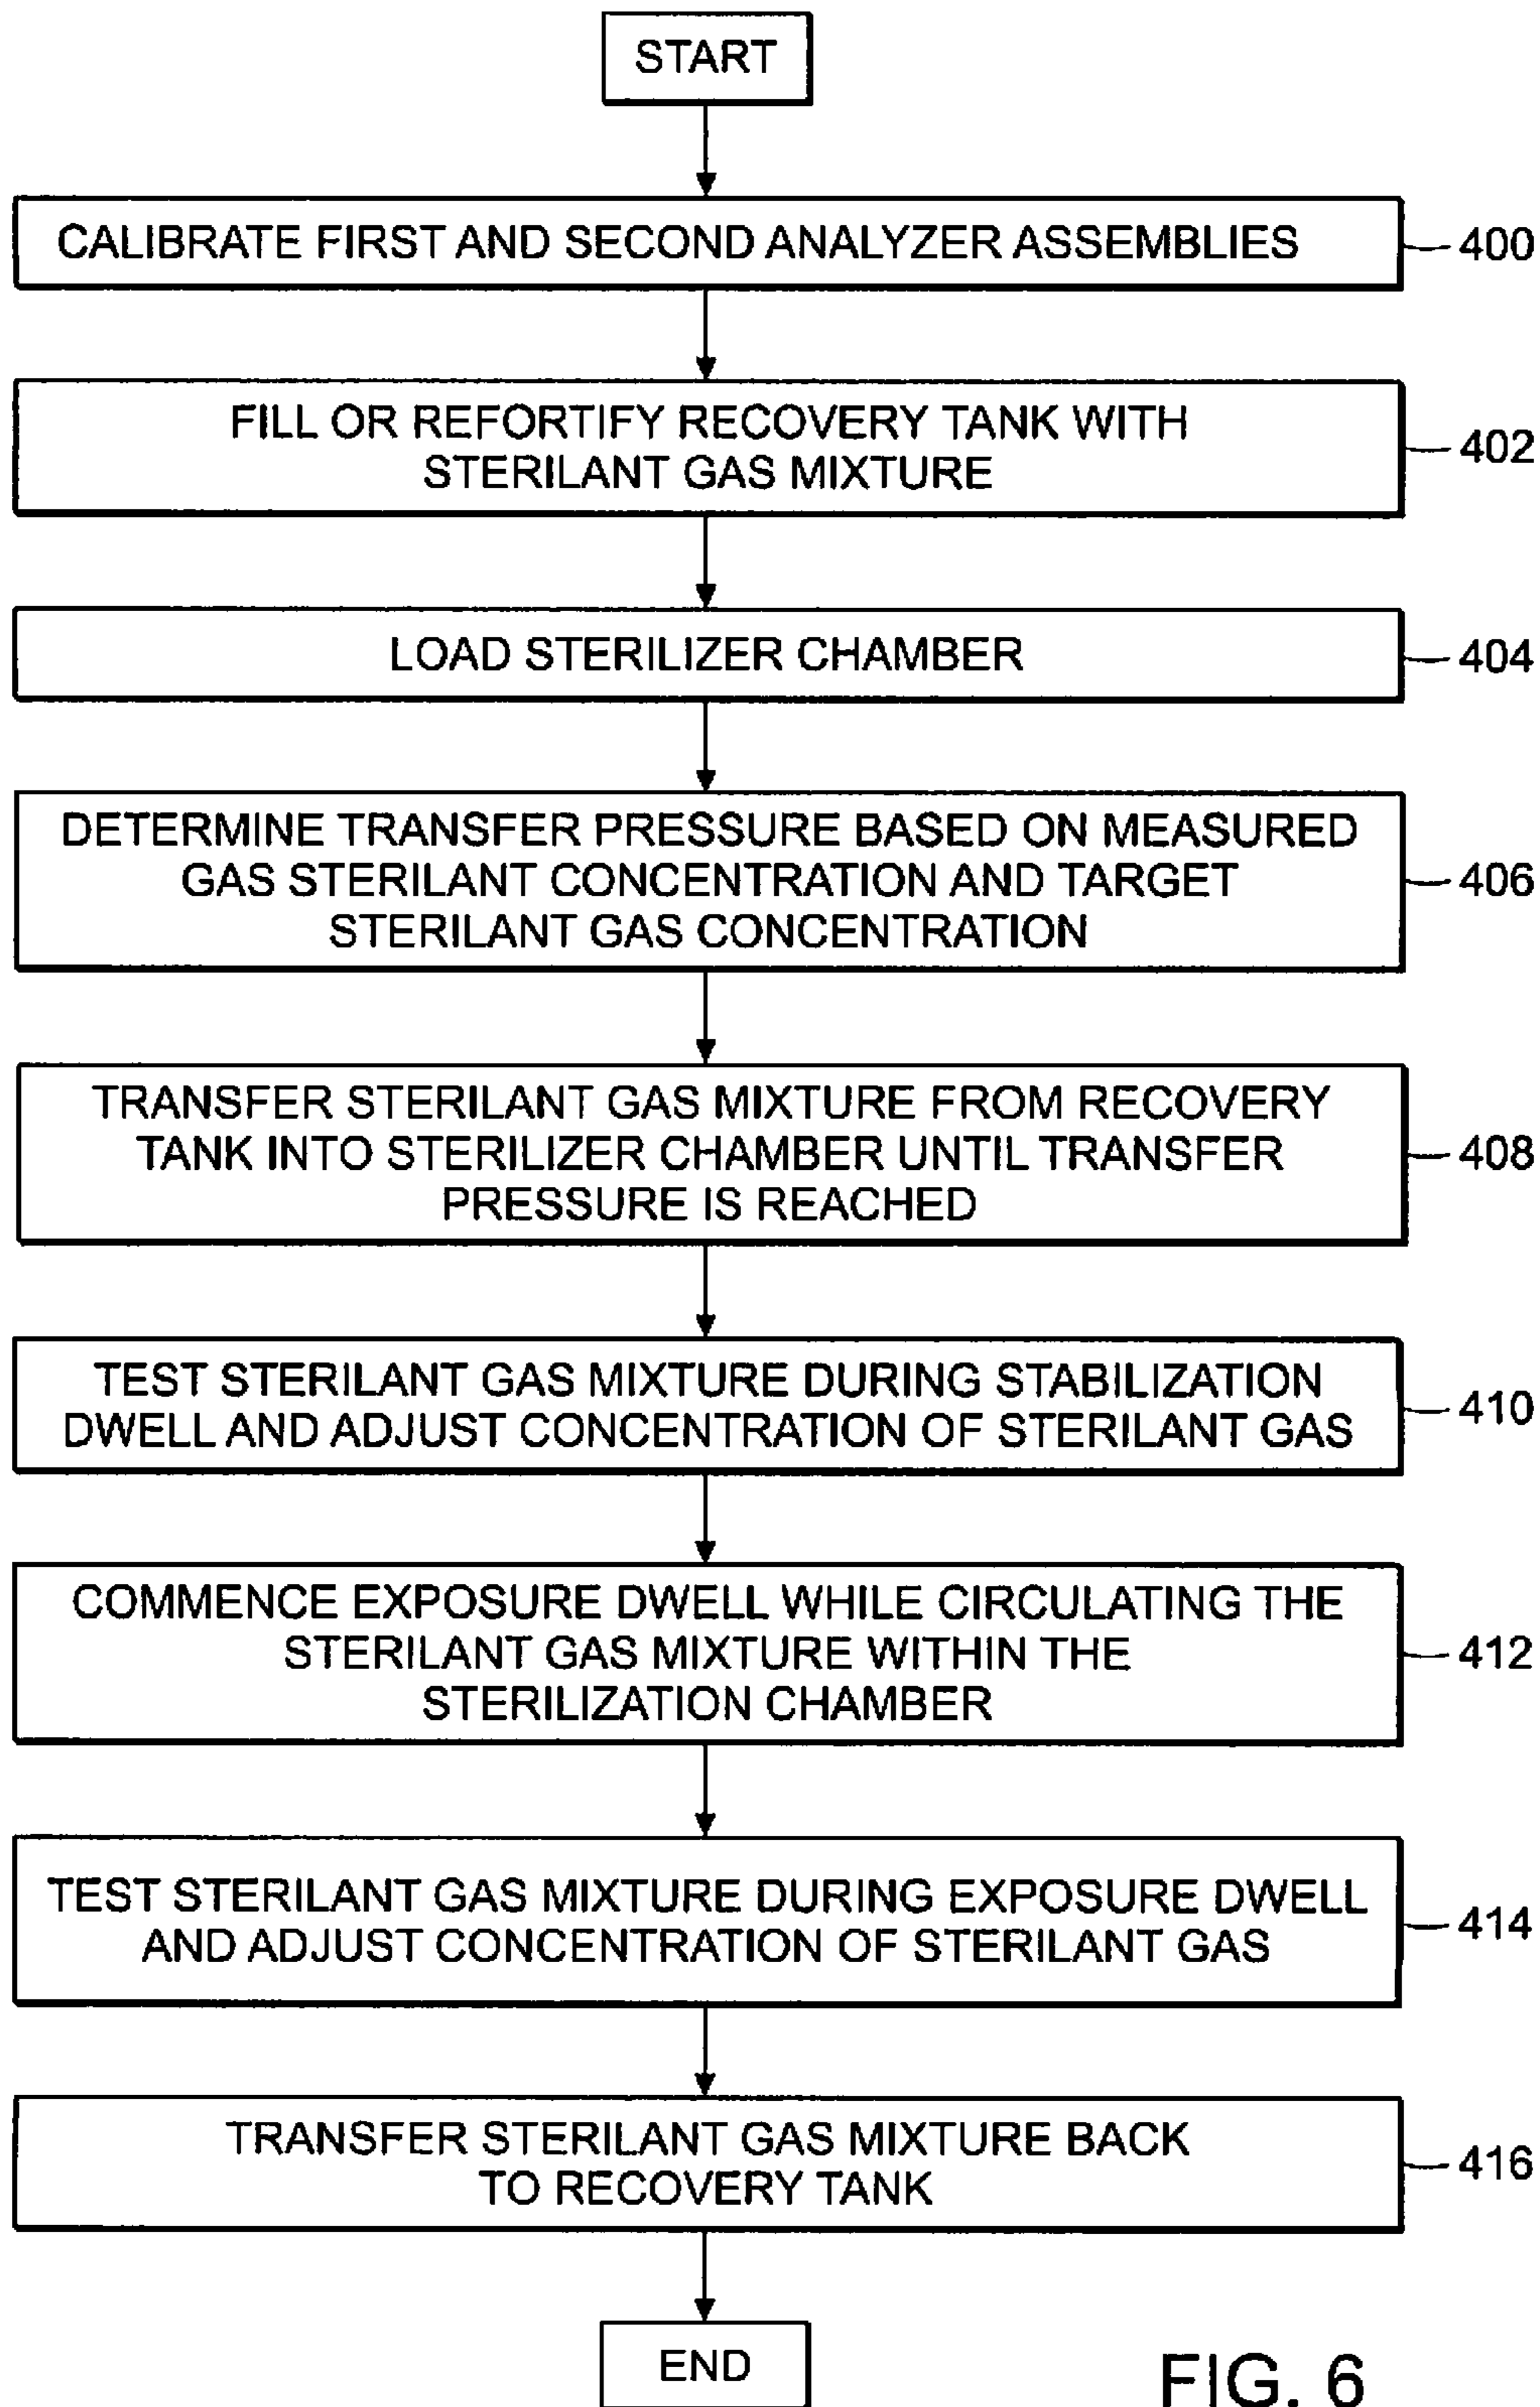 START
CALIBRATE FIRST AND SECOND ANALYZER ASSEMBLIES
400
FILL OR REFORTIFY RECOVERY TANK WITH
STERILANT GAS MIXTURE
402
LOAD STERILIZER CHAMBER
404
DETERMINE TRANSFER PRESSURE BASED ON MEASURED
GAS STERILANT CONCENTRATION AND TARGET
STERILANT GAS CONCENTRATION
406
TRANSFER STERILANT GAS MIXTURE FROM RECOVERY
TANK INTO STERILIZER CHAMBER UNTIL TRANSFER
PRESSURE IS REACHED
408
TEST STERILANT GAS MIXTURE DURING STABILIZATION
DWELL AND ADJUST CONCENTRATION OF STERILANT GAS
410
COMMENCE EXPOSURE DWELL WHILE CIRCULATING THE
STERILANT GAS MIXTURE WITHIN THE
STERILIZATION CHAMBER
412
TEST STERILANT GAS MIXTURE DURING EXPOSURE DWELL
AND ADJUST CONCENTRATION OF STERILANT GAS
414
TRANSFER STERILANT GAS MIXTURE BACK
TO RECOVERY TANK
416
END
FIG. 6